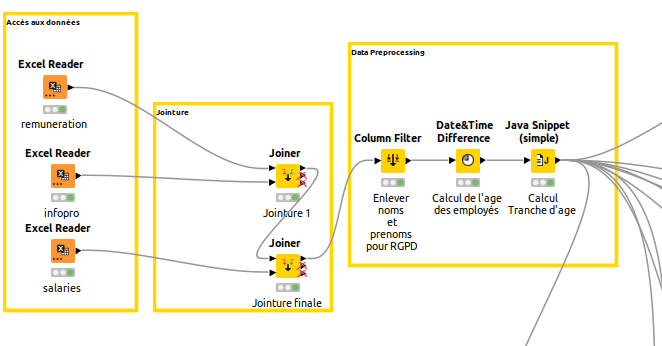 Accès aux données
Excel Reader
remuneration
Excel Reader
infopro
Excel Reader
salaries
Jointure
Joiner
Jointure 1
Joiner
Jointure finale
Data Preprocessing
Column Filter
Enlever
noms
et
prenoms
pour RGPD
Date&Time
Difference
Calcul de l'age
des employés
Java Snippet
(simple)
Calcul
Tranche d'age